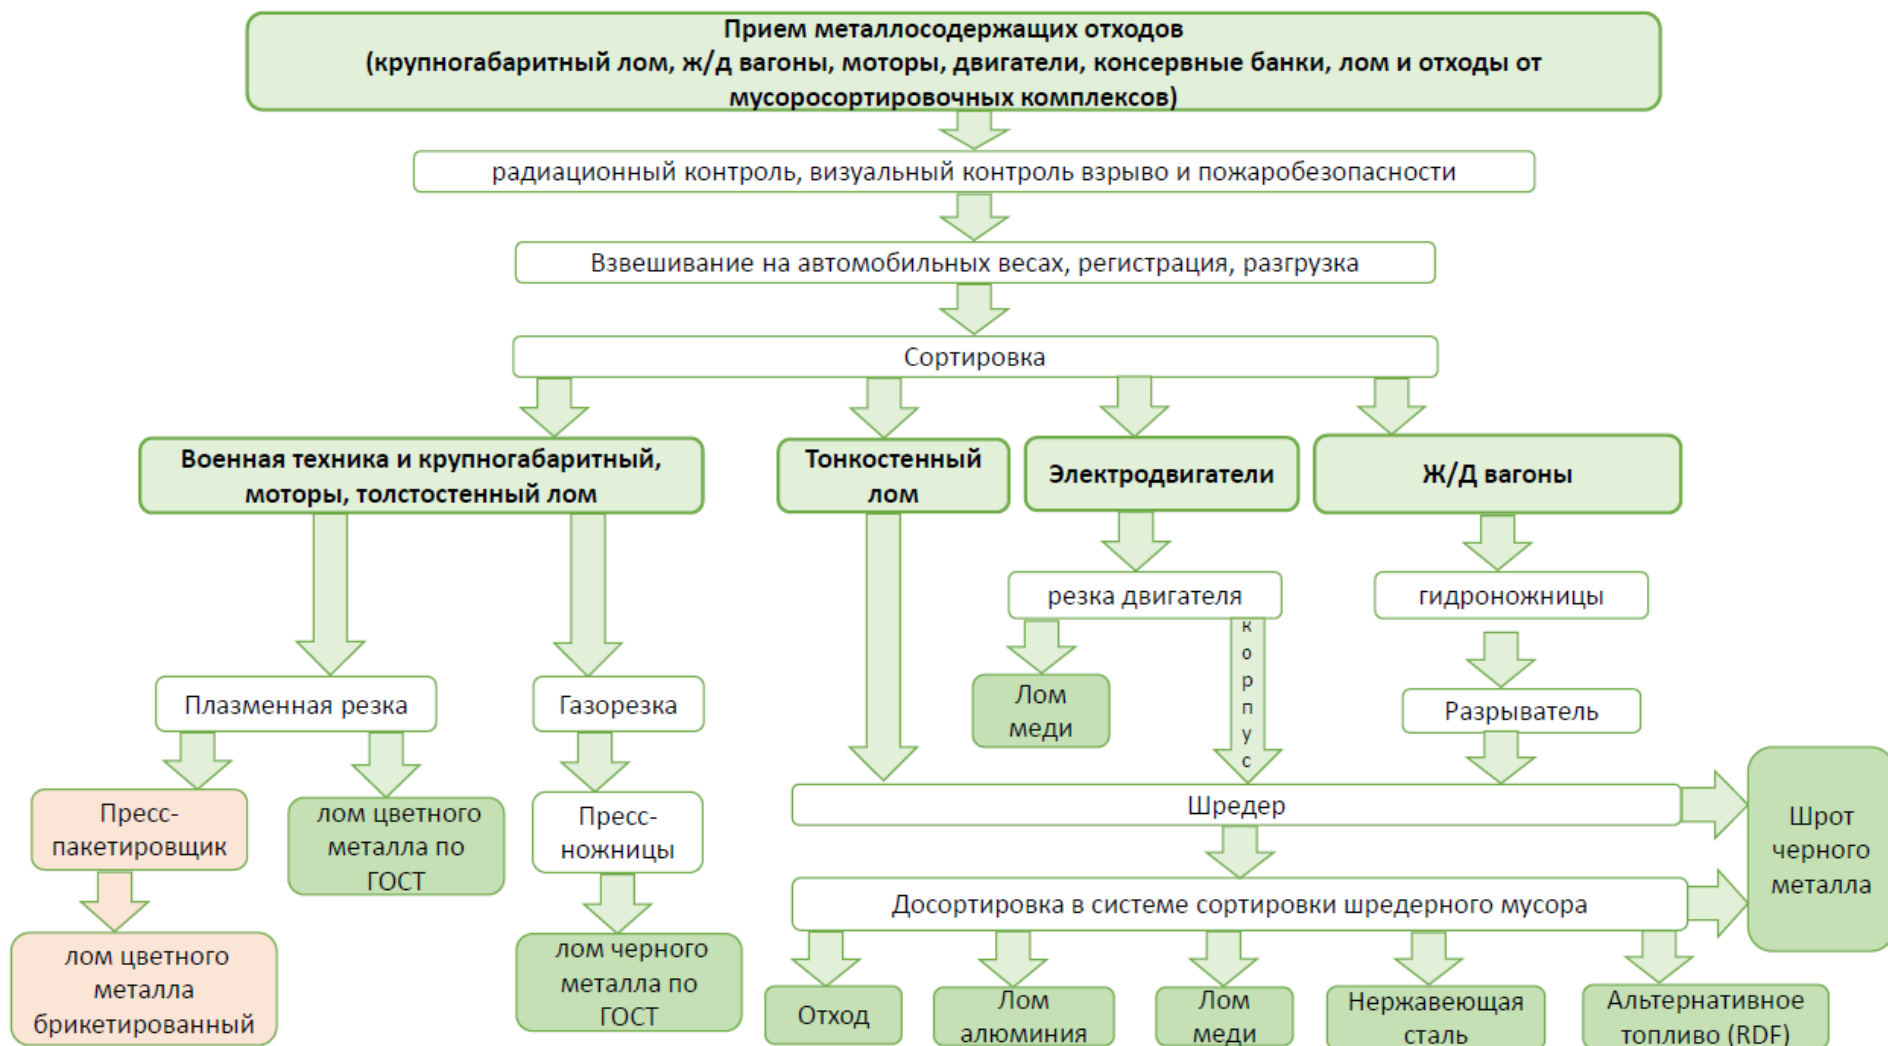 Прием металлосодержащих отходов
(крупногабаритный лом, ж/д вагоны, моторы, двигатели, консервные банки, лом и отходы от
мусоросортировочных комплексов)
радиационный контроль, визуальный контроль взрыво и пожаробезопасности
Взвешивание на автомобильных весах, регистрация, разгрузка
Сортировка
Военная техника и крупногабаритный,
моторы, толстостенный лом
Тонкостенный
лом
Электродвигатели
Ж/Д вагоны
резка двигателя
гидроножницы
корпус
Лом
меди
Плазменная резка
Газорезка
Разрыватель
Пресс-
пакетировщик
лом цветного
металла по
ГОСТ
Пресс-
ножницы
Шредер
Шрот
черного
металла
Досортировка в системе сортировки шредерного мусора
лом цветного
металла
брикетированный
лом черного
металла по
ГОСТ
Отход
Лом
алюминия
Лом
меди
Нержавеющая
сталь
Альтернативное
топливо (RDF)